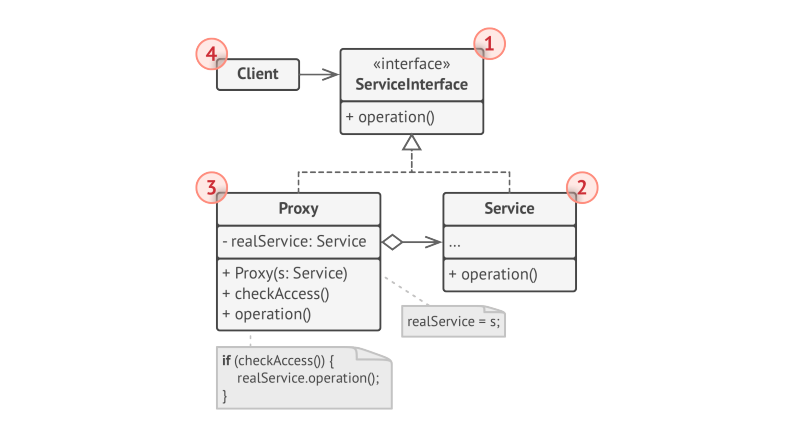 1
4
«interface»
Client
ServiceInterface
+ operation()
3
2
Proxy
Service
- realService: Service
...
+ Proxy(s: Service)
+ checkAccess()
+ operation()
+ operation()
realService = s;
if (checkAccess()) {
realService.operation();
}